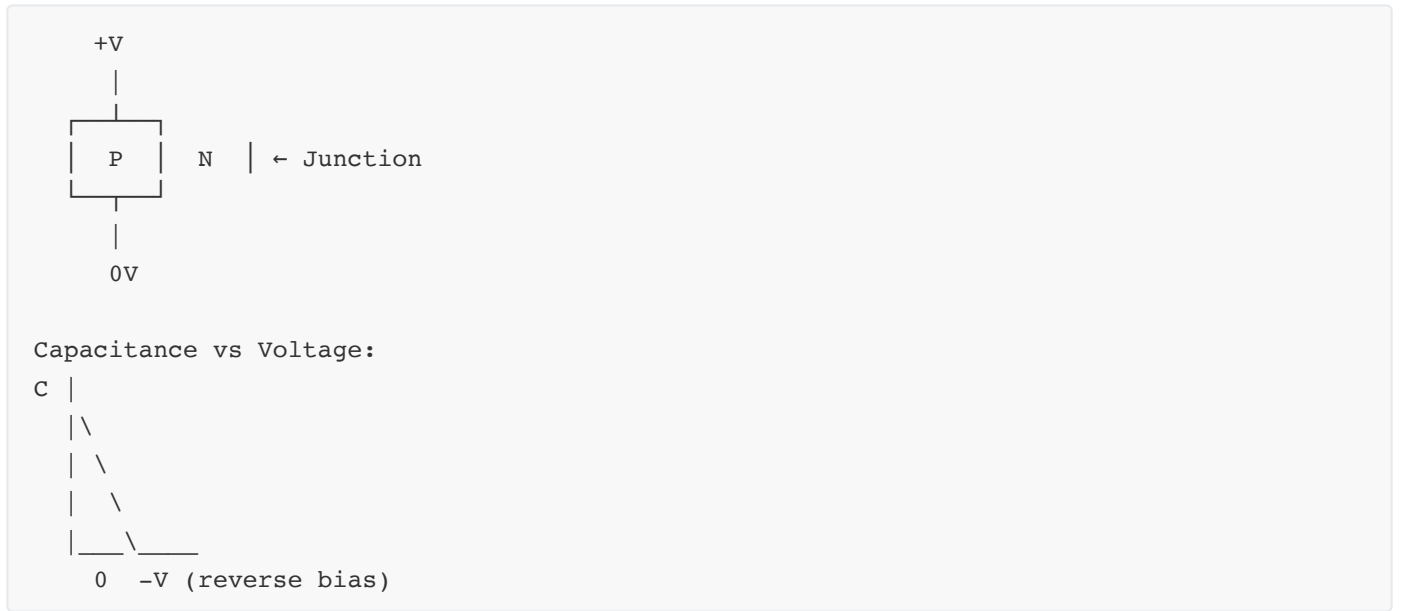 +V
P N ← Junction
0V
Capacitance vs Voltage:
C
0 -V (reverse bias)